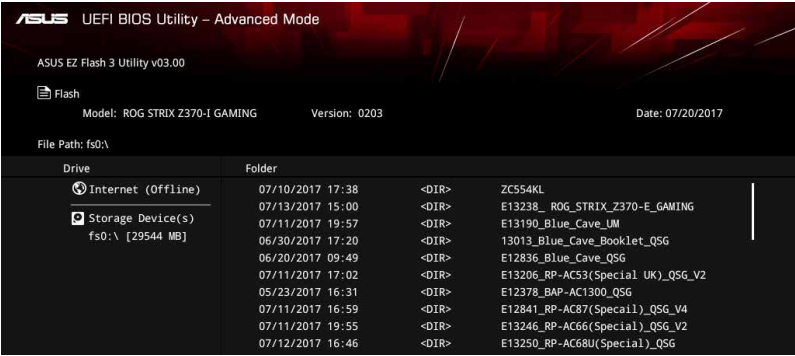 ASUS UEFI BIOS Utility – Advanced Mode
ASUS EZ Flash 3 Utility v03.00
Flash
Model: ROG STRIX Z370-I GAMING Version: 0203 Date: 07/20/2017
File Path: fs0:\
Drive Folder
Internet (Offline) 07/10/2017 17:38 <DIR> ZC554KL
07/13/2017 15:00 <DIR> E13238_ ROG_STRIX_Z370-E_GAMING
Storage Device(s) 07/11/2017 19:57 <DIR> E13190_Blue_Cave_UM
fs0:\ [29544 MB] 06/30/2017 17:20 <DIR> 13013_Blue_Cave_Booklet_QSG
06/20/2017 09:49 <DIR> E12836_Blue_Cave_QSG
07/11/2017 17:02 <DIR> E13206_RP-AC53(Special UK)_QSG_V2
05/23/2017 16:31 <DIR> E12378_BAP-AC1300_QSG
07/11/2017 16:59 <DIR> E12841_RP-AC87(Specail)_QSG_V4
07/11/2017 19:55 <DIR> E13246_RP-AC66(Special)_QSG_V2
07/12/2017 16:46 <DIR> E13250_RP-AC68U(Special)_QSG